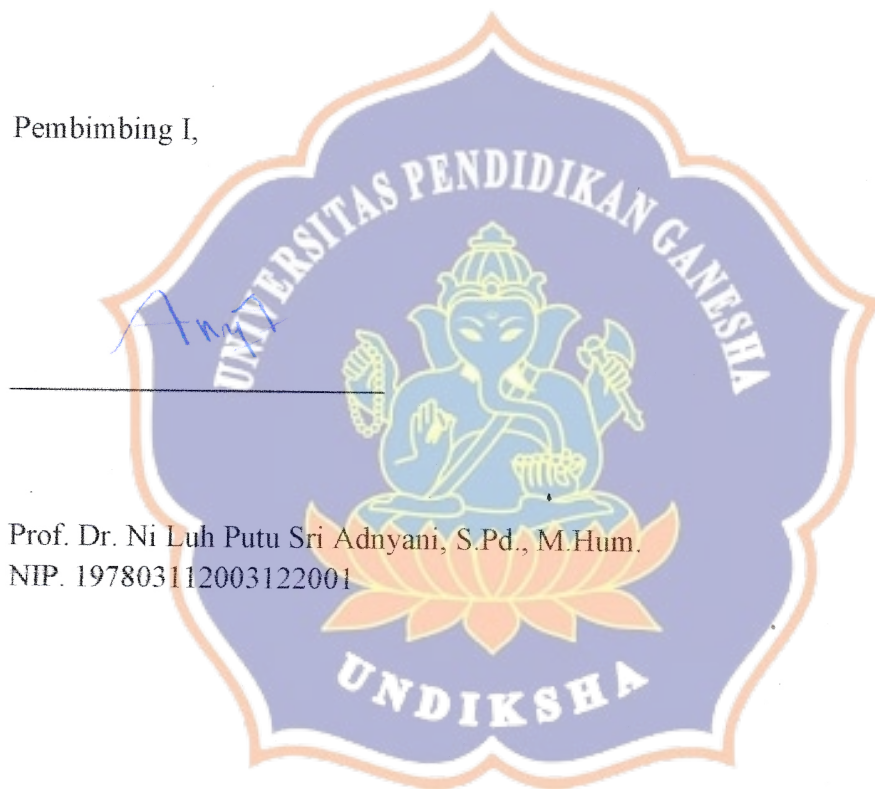 Pembimbing I,
UNIVERSITAS PENDIDIKAN GANESHA
Prof. Dr. Ni Luh Putu Sri Adnyani, S.Pd., M.Hum.
NIP. 197803112003122001
UNDIKSHA